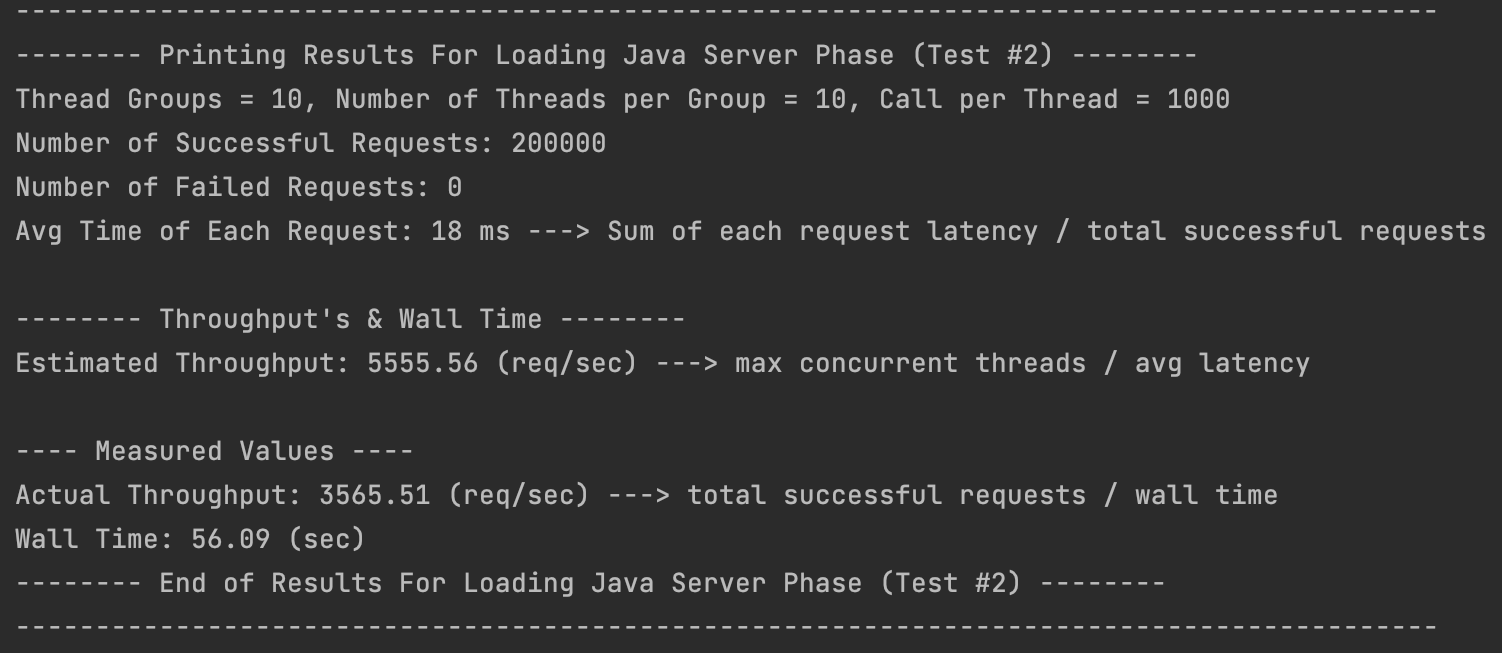 -----------------------------------------------------------------------------------------
-------- Printing Results For Loading Java Server Phase (Test #2) --------
Thread Groups = 10, Number of Threads per Group = 10, Call per Thread = 1000
Number of Successful Requests: 200000
Number of Failed Requests: 0
Avg Time of Each Request: 18 ms ---> Sum of each request latency / total successful requests
-------- Throughput's & Wall Time --------
Estimated Throughput: 5555.56 (req/sec) ---> max concurrent threads / avg latency
---- Measured Values ----
Actual Throughput: 3565.51 (req/sec) ---> total successful requests / wall time
Wall Time: 56.09 (sec)
-------- End of Results For Loading Java Server Phase (Test #2) --------
-----------------------------------------------------------------------------------------